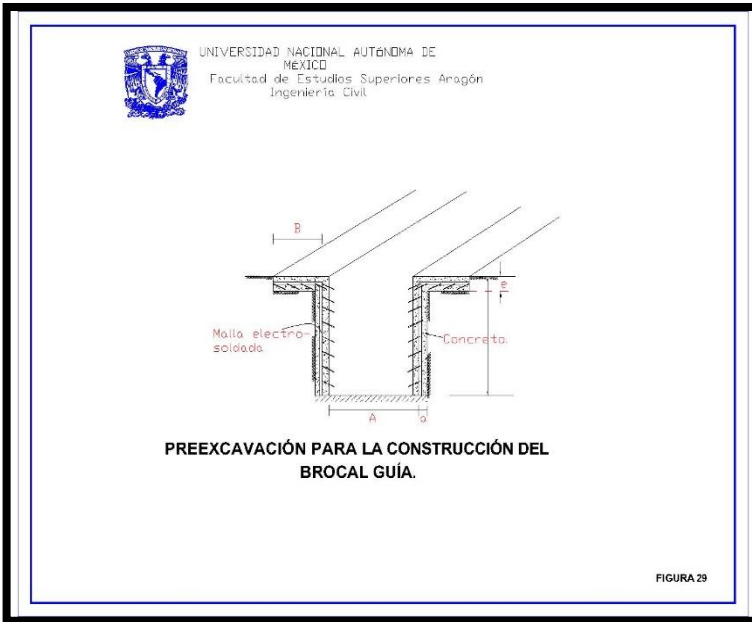 UNIVERSIDAD NACIONAL AUTÓNOMA DE
MÉXICO
Facultad de Estudios Superiores Aragón
Ingeniería Civil
B
e
Malla electro-
soldada
Concreto.
A
a
PREEXCAVACIÓN PARA LA CONSTRUCCIÓN DEL
BROCAL GUÍA.
FIGURA 29